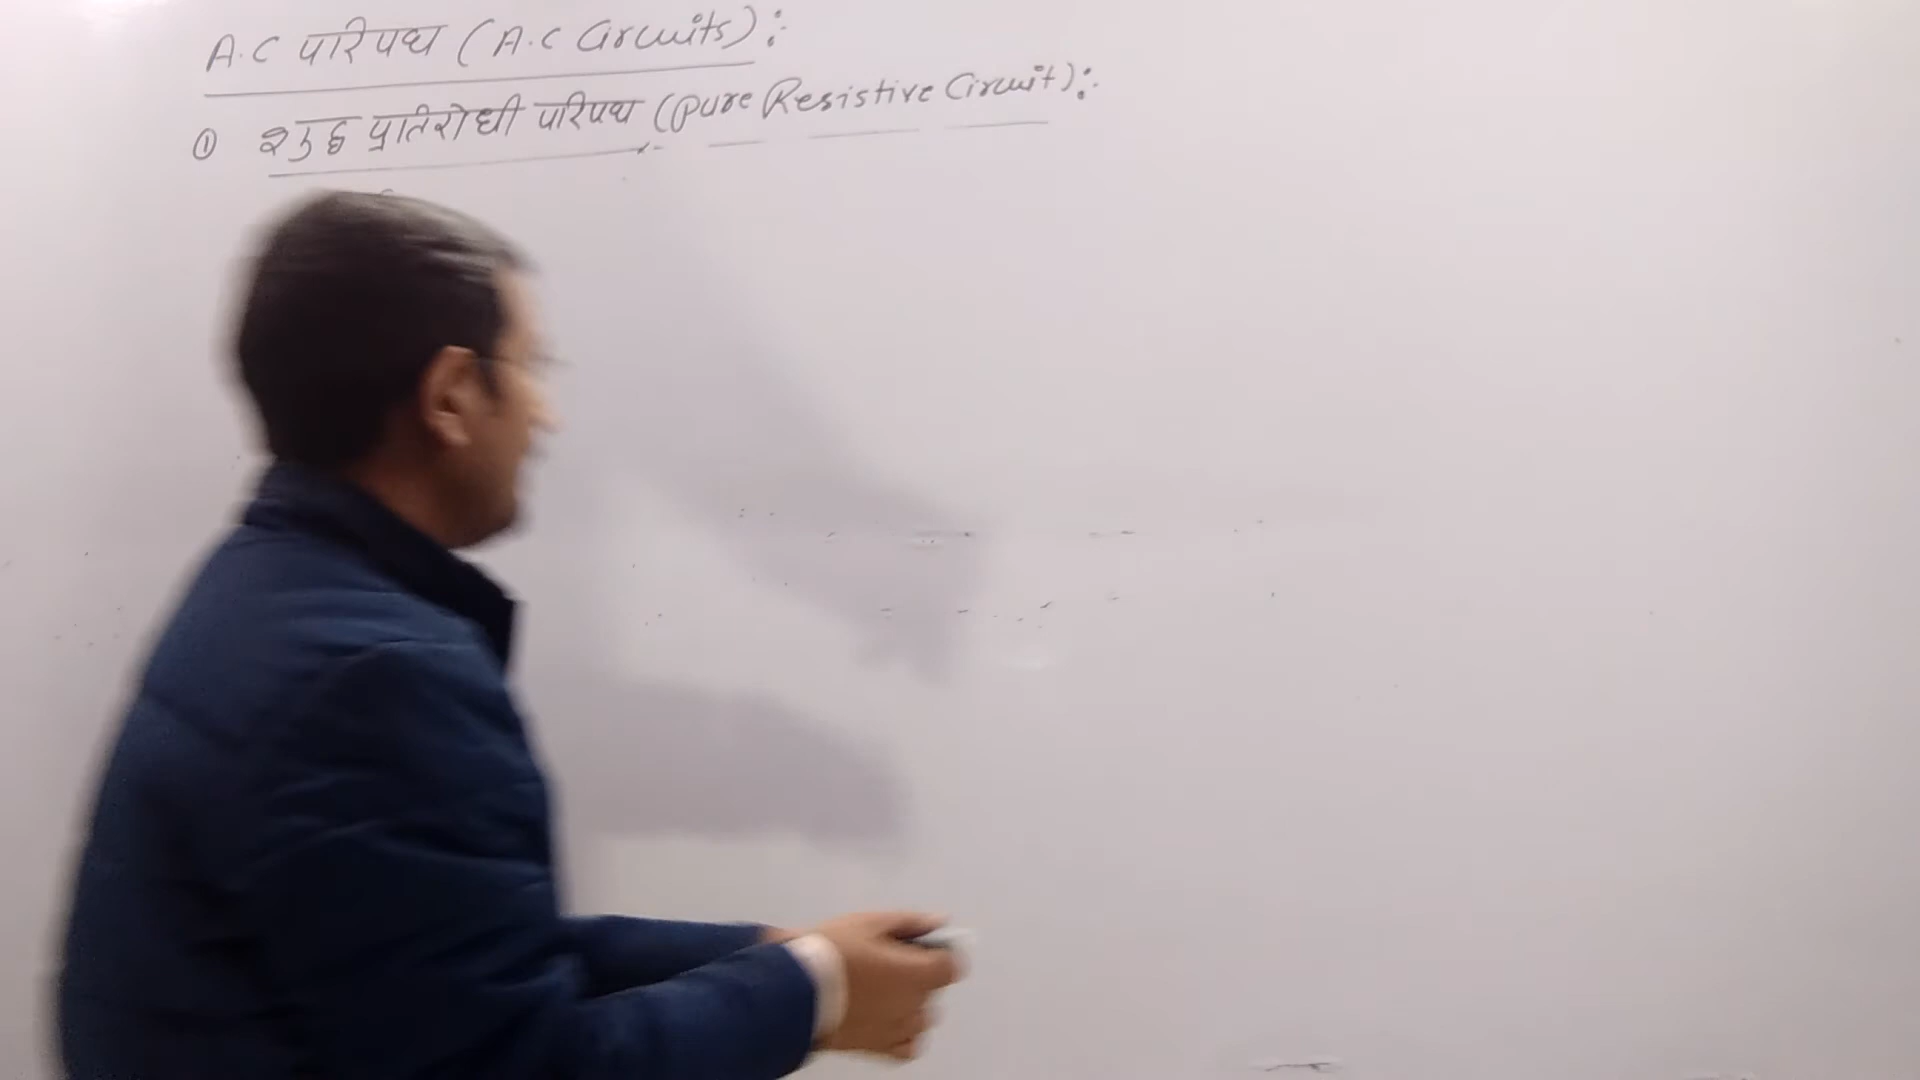 A.C परिपथ (A.C Circuits):
① शुद्ध प्रतिरोधी परिपथ (Pure Resistive Circuit):